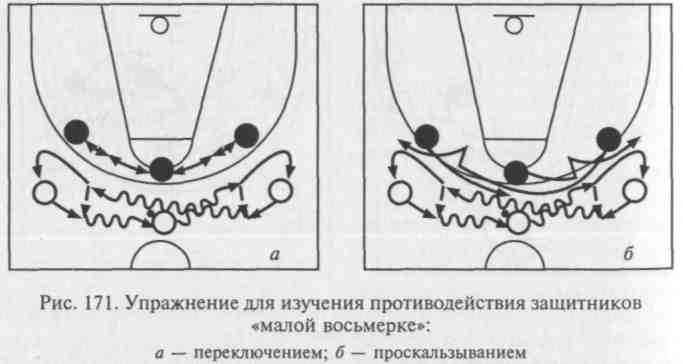 а
б
Рис. 171. Упражнение для изучения противодействия защитников
«малой восьмерке»:
а — переключением; б — проскальзыванием